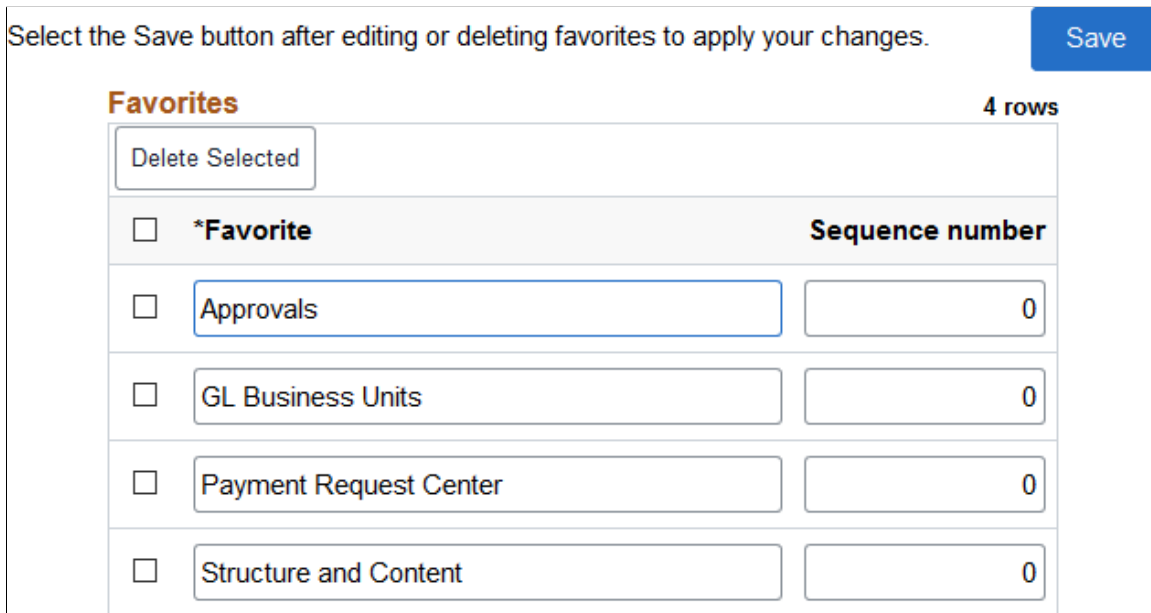 Select the Save button after editing or deleting favorites to apply your changes. Save
Favorites 4 rows
Delete Selected
*Favorite Sequence number
Approvals 0
GL Business Units 0
Payment Request Center 0
Structure and Content 0